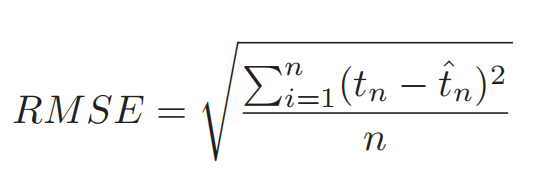 RMSE = \sqrt{\frac{\sum_{i=1}^{n}(t_n - \hat{t}_n)^2}{n}}